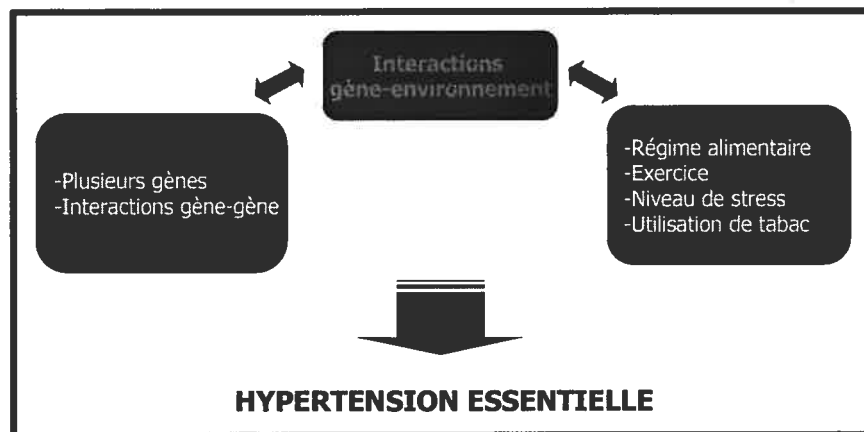 Interactions
gène-environnement
-Plusieurs gènes
-Interactions gène-gène
-Régime alimentaire
-Exercice
-Niveau de stress
-Utilisation de tabac
HYPERTENSION ESSENTIELLE